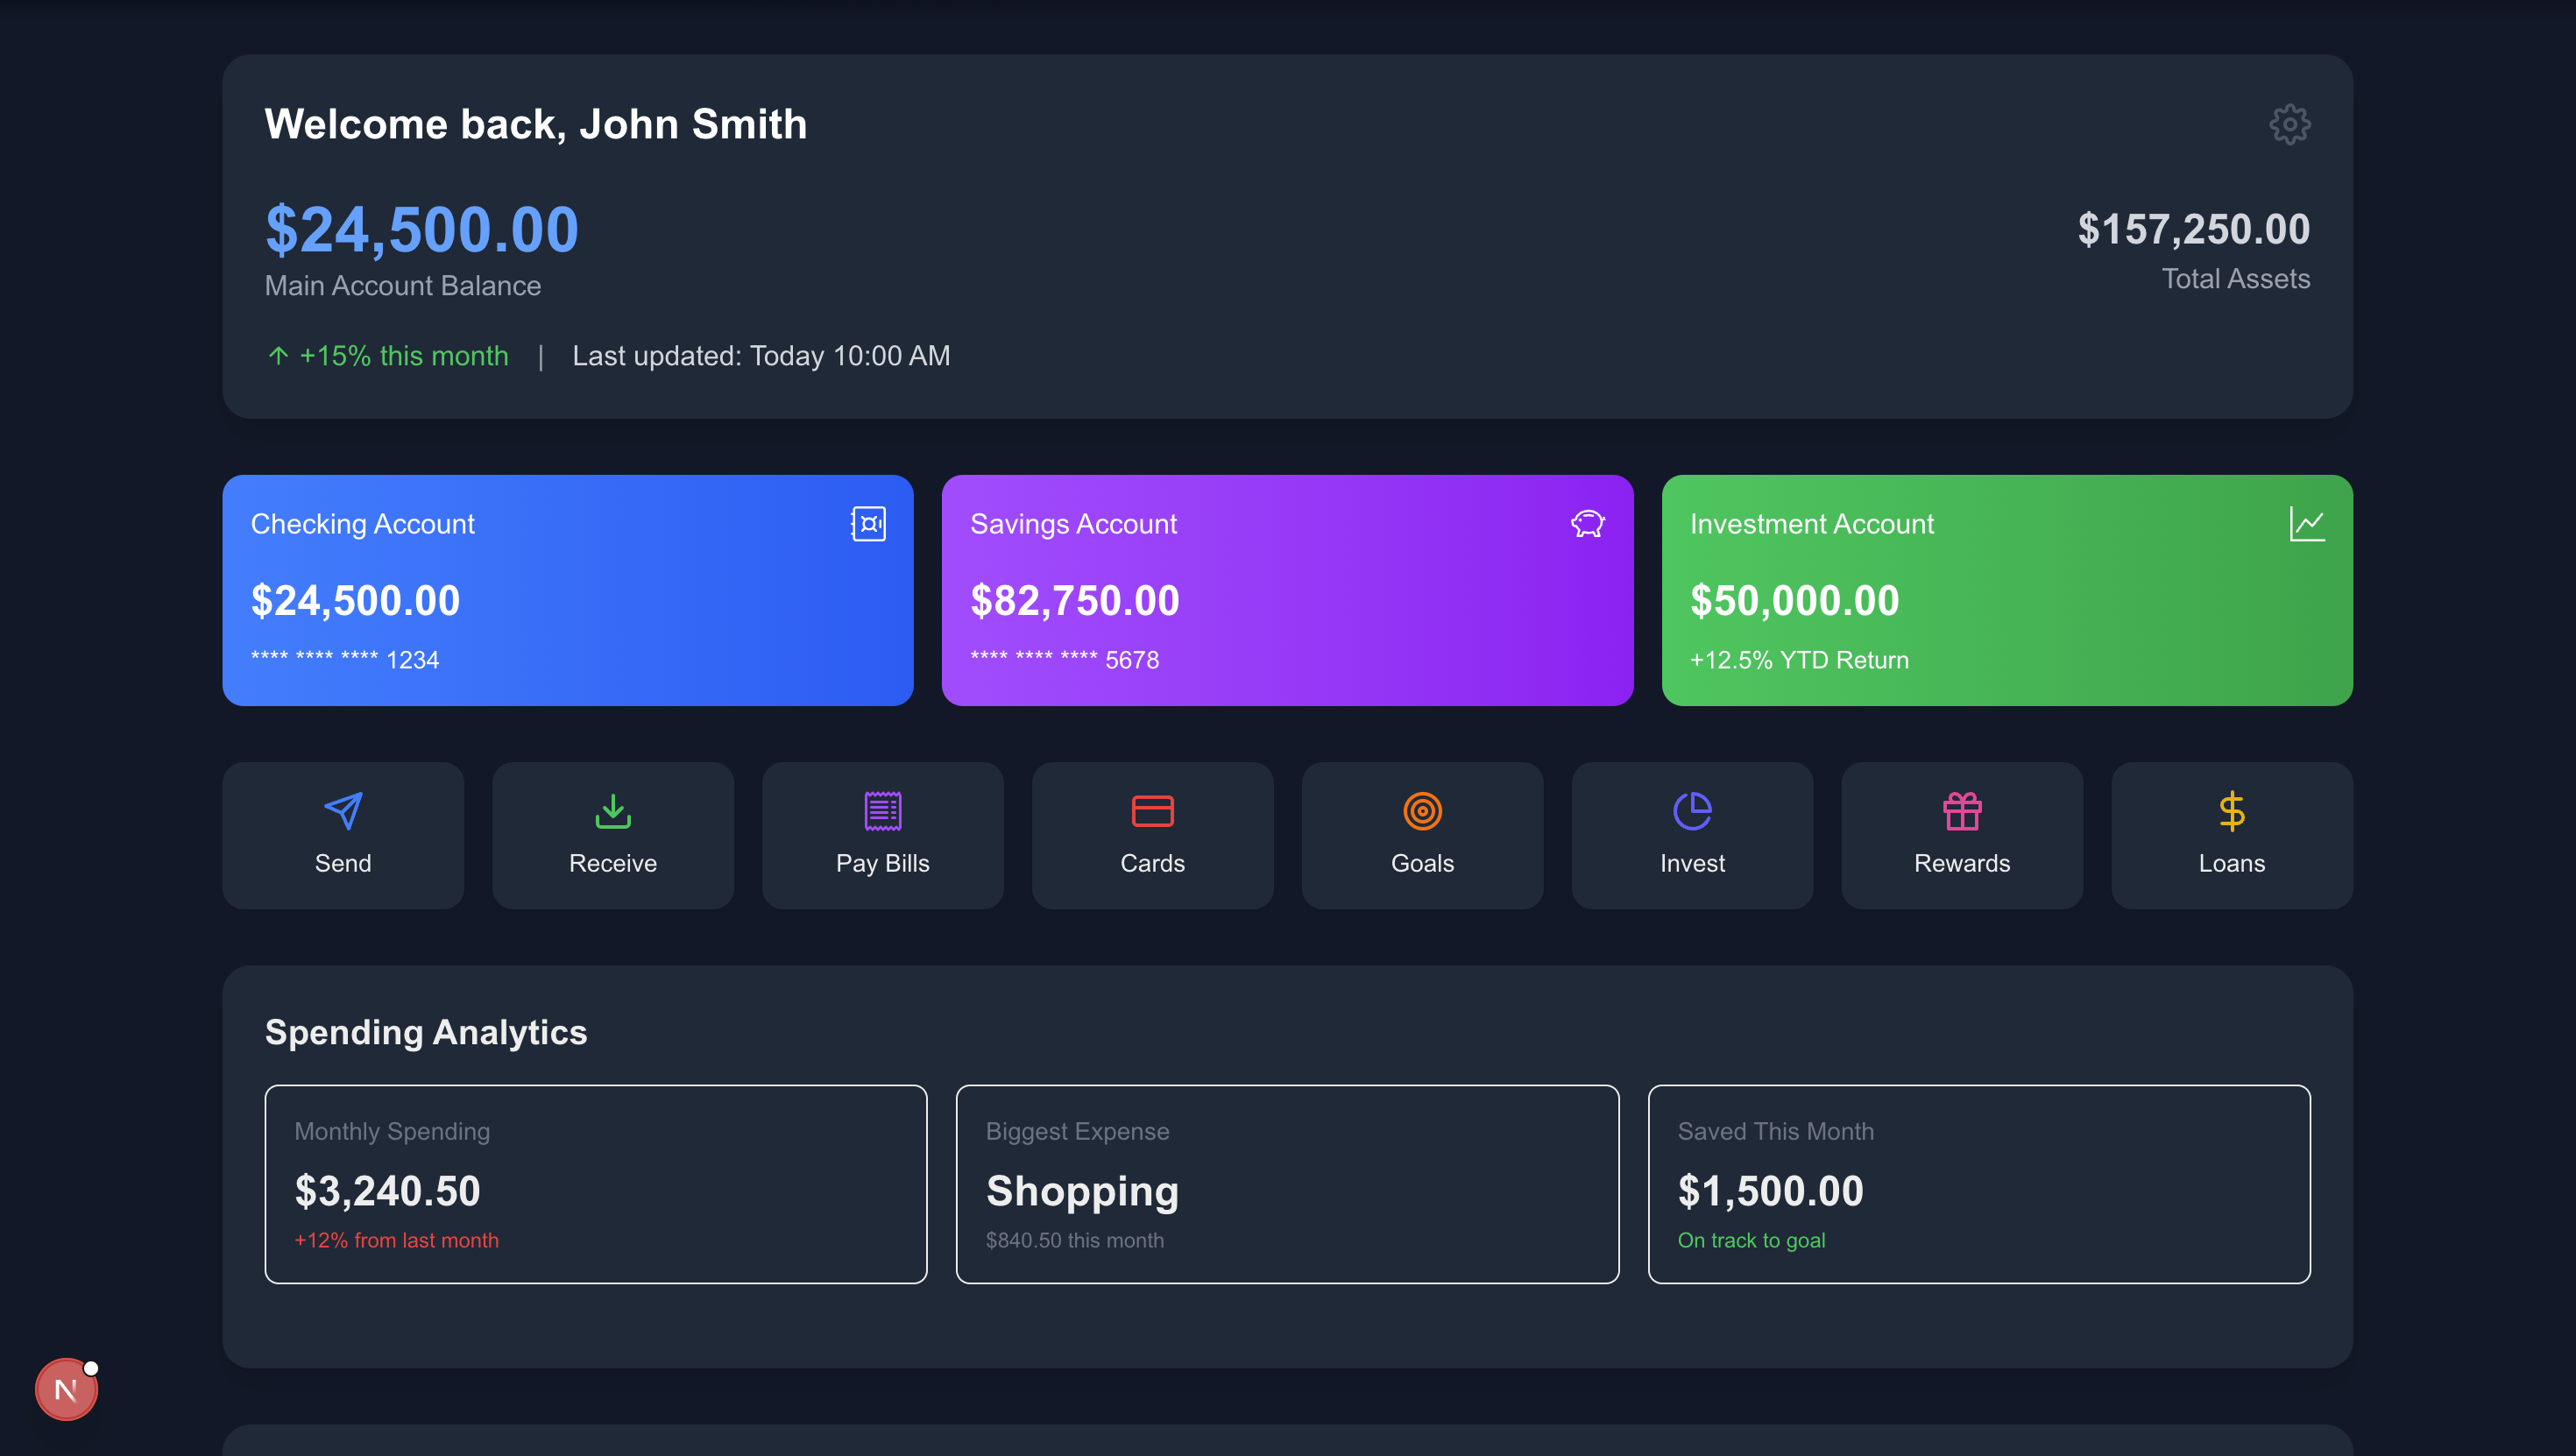 Welcome back, John Smith
$24,500.00
Main Account Balance
$157,250.00
Total Assets
+15% this month | Last updated: Today 10:00 AM
Checking Account
$24,500.00
**** **** **** 1234
Savings Account
$82,750.00
**** **** **** 5678
Investment Account
$50,000.00
+12.5% YTD Return
Send
Receive
Pay Bills
Cards
Goals
Invest
Rewards
Loans
Spending Analytics
Monthly Spending
$3,240.50
+12% from last month
Biggest Expense
Shopping
$840.50 this month
Saved This Month
$1,500.00
On track to goal
N